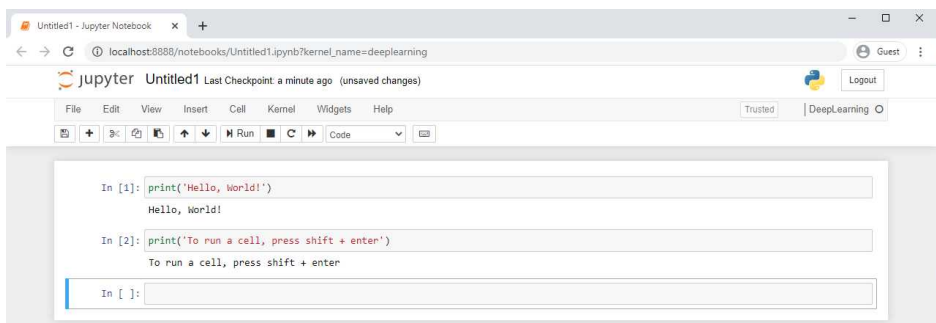 Untitled1 - Jupyter Notebook
localhost:8888/notebooks/Untitled1.ipynb?kernel_name=deeplearning
Guest
jupyter Untitled1 Last Checkpoint: a minute ago (unsaved changes)
Logout
File Edit View Insert Cell Kernel Widgets Help
Trusted
DeepLearning
Run
Code
In [1]: print('Hello, World!')
Hello, World!
In [2]: print('To run a cell, press shift + enter')
To run a cell, press shift + enter
In [ ]: